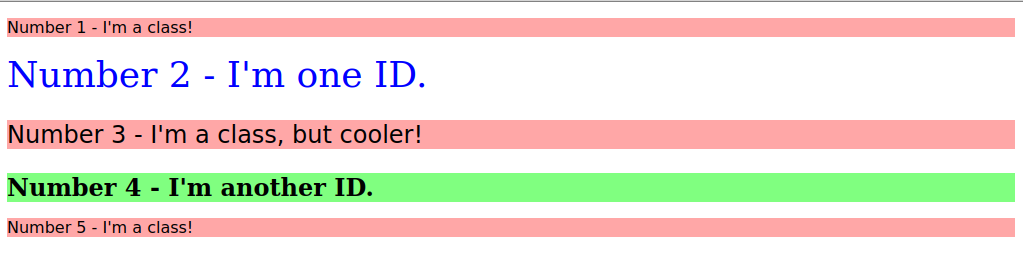 Number 1 - I'm a class!
Number 2 - I'm one ID.
Number 3 - I'm a class, but cooler!
Number 4 - I'm another ID.
Number 5 - I'm a class!